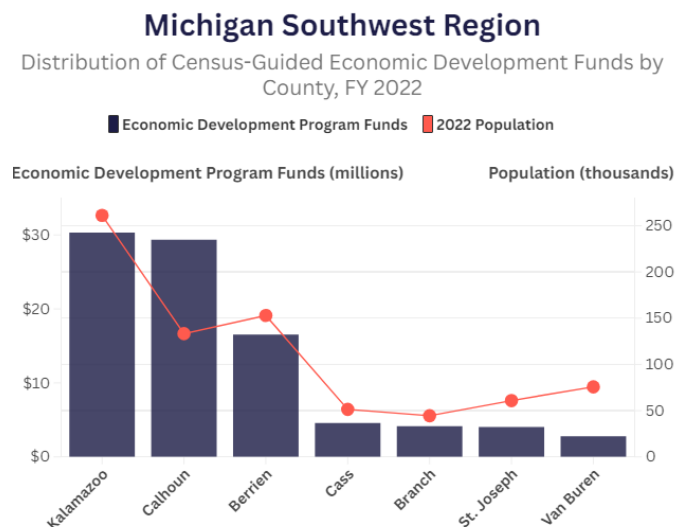 Michigan Southwest Region
Distribution of Census-Guided Economic Development Funds by
County, FY 2022
Economic Development Program Funds 2022 Population
Economic Development Program Funds (millions) Population (thousands)
$30
$20
$10
$0
250
200
150
100
50
0
Kalamazoo
Calhoun
Berrien
Cass
Branch
St. Joseph
Van Buren